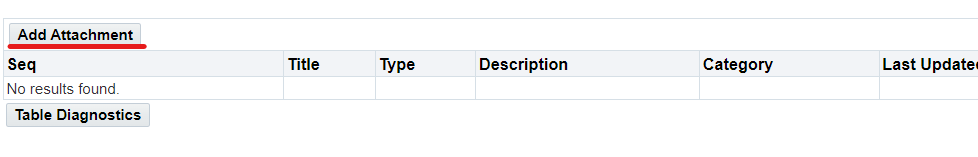 Add Attachment
Seq Title Type Description Category Last Update
No results found.
Table Diagnostics